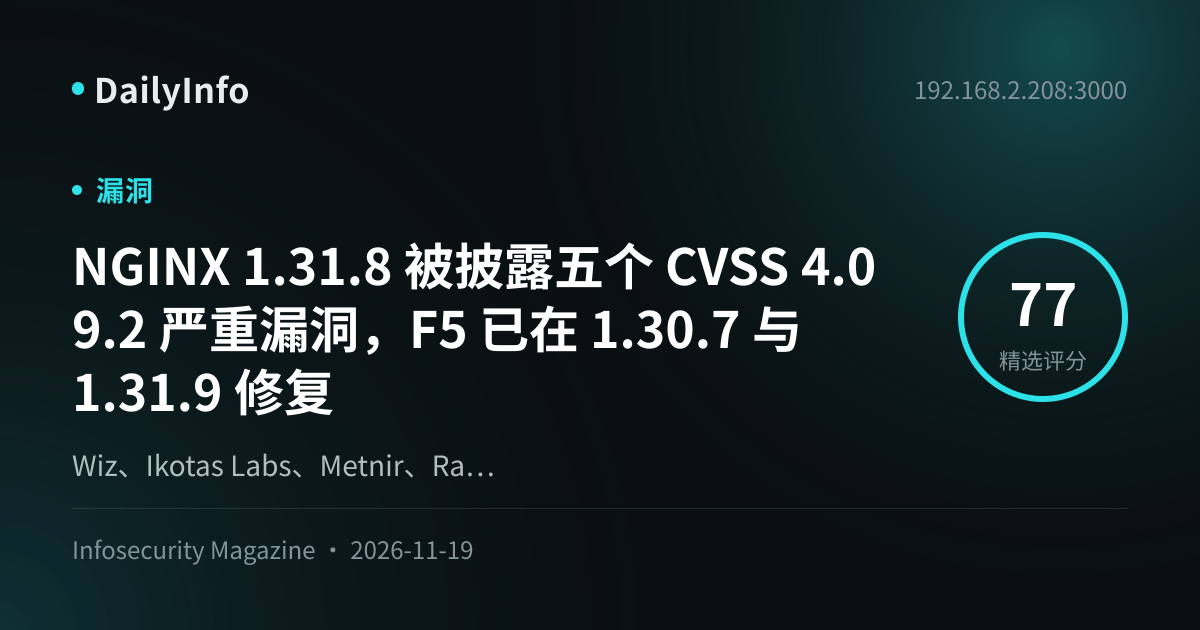 DailyInfo
192.168.2.208:3000
漏洞
NGINX 1.31.8 被披露五个 CVSS 4.0
9.2 严重漏洞，F5 已在 1.30.7 与
1.31.9 修复
77
精选评分
Wiz、Ikotas Labs、Metnir、Ra…
Infosecurity Magazine • 2026-11-19